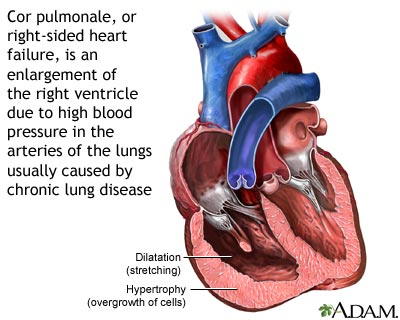 Cor pulmonale, or
right-sided heart
failure, is an
enlargement of
the right ventricle
due to high blood
pressure in the
arteries of the lungs
usually caused by
chronic lung disease
Dilatation
(stretching)
Hypertrophy
(overgrowth of cells)
ADAM.